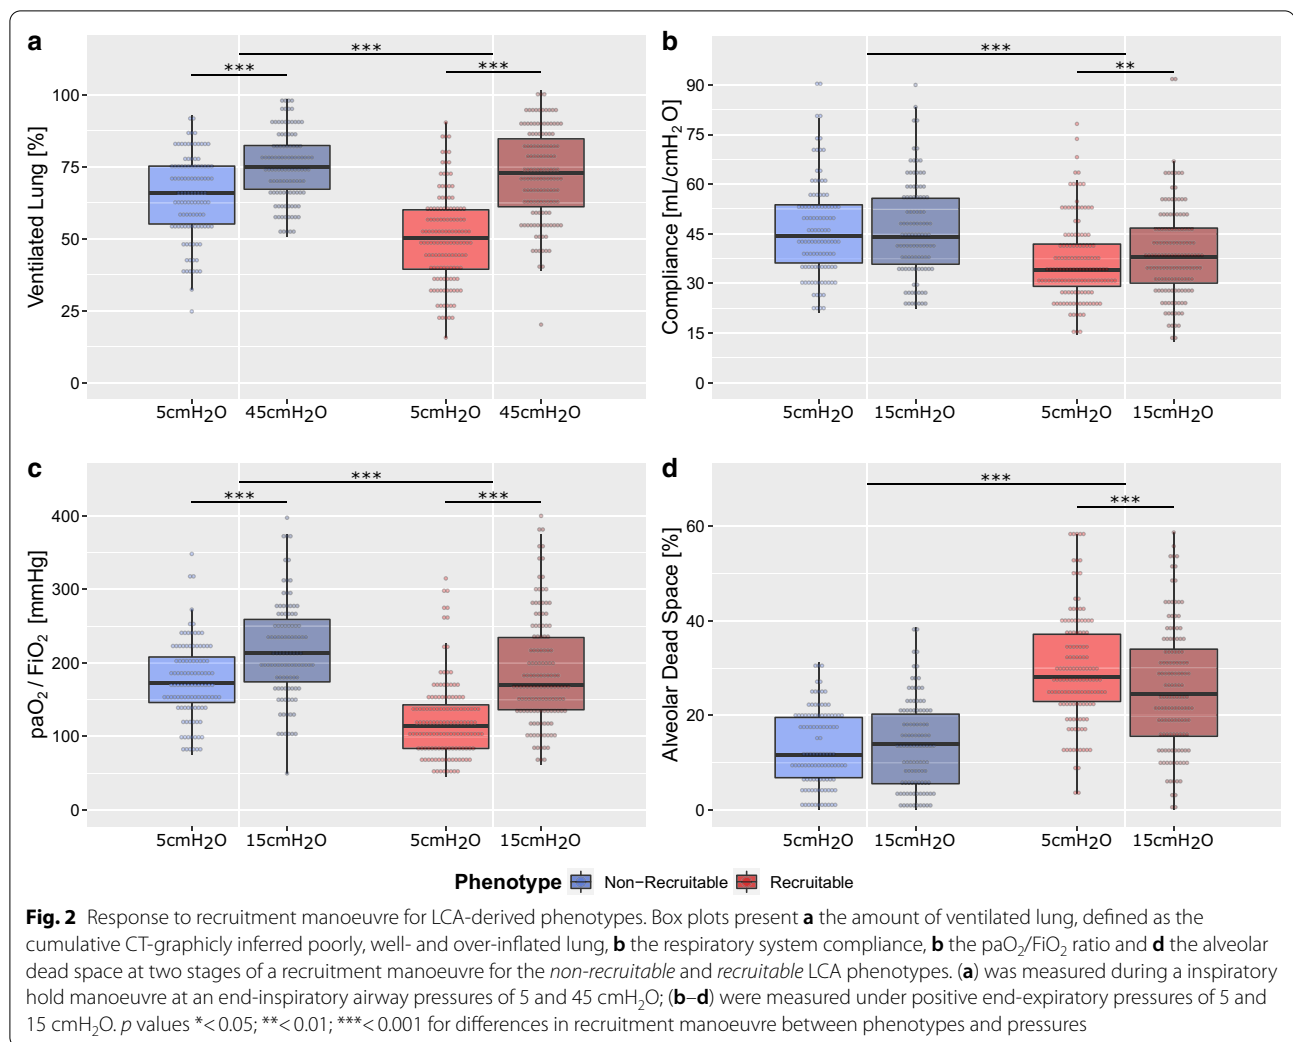 a
***
***
***
Ventilated Lung [%]
100
75
50
25
0
5cmH2O 45cmH2O 5cmH2O 45cmH2O
b
***
**
Compliance [mL/cmH2O]
90
75
60
45
30
15
0
5cmH2O 15cmH2O 5cmH2O 15cmH2O
c
***
***
***
paO2 / FiO2 [mmHg]
400
300
200
100
0
5cmH2O 15cmH2O 5cmH2O 15cmH2O
d
***
***
Alveolar Dead Space [%]
60
40
20
0
5cmH2O 15cmH2O 5cmH2O 15cmH2O
Phenotype Non−Recruitable Recruitable
Fig. 2 Response to recruitment manoeuvre for LCA-derived phenotypes. Box plots present a the amount of ventilated lung, defined as the
cumulative CT-graphicly inferred poorly, well- and over-inflated lung, b the respiratory system compliance, b the paO2/FiO2 ratio and d the alveolar
dead space at two stages of a recruitment manoeuvre for the non-recruitable and recruitable LCA phenotypes. (a) was measured during a inspiratory
hold manoeuvre at an end-inspiratory airway pressures of 5 and 45 cmH2O; (b–d) were measured under positive end-expiratory pressures of 5 and
15 cmH2O. p values *< 0.05; **< 0.01; ***< 0.001 for differences in recruitment manoeuvre between phenotypes and pressures